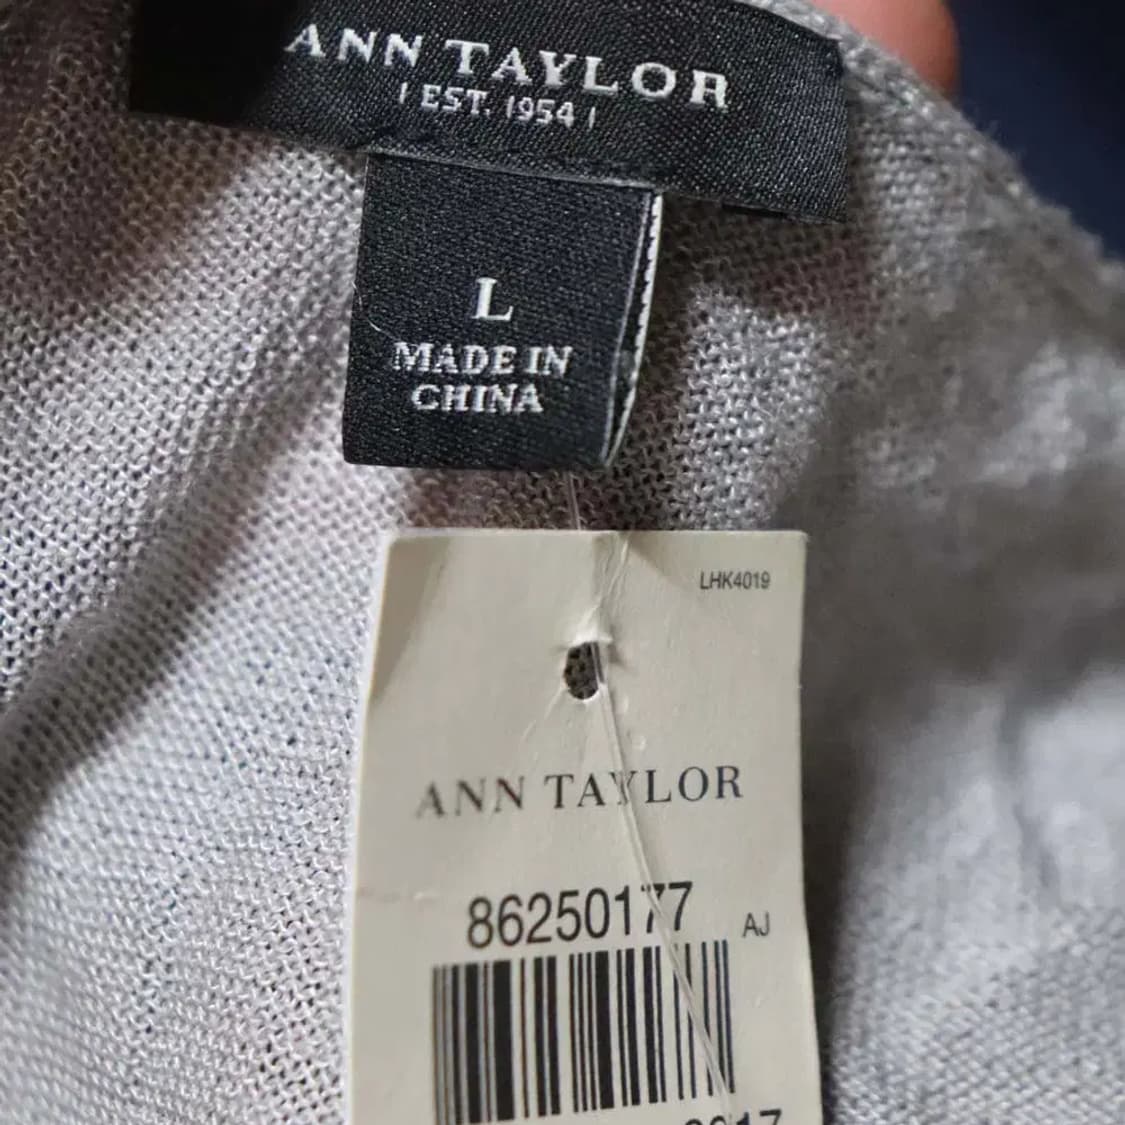 ANN TAYLOR
| EST. 1954 |
L
MADE IN
CHINA
LHK4019
ANN TAYLOR
86250177
AJ